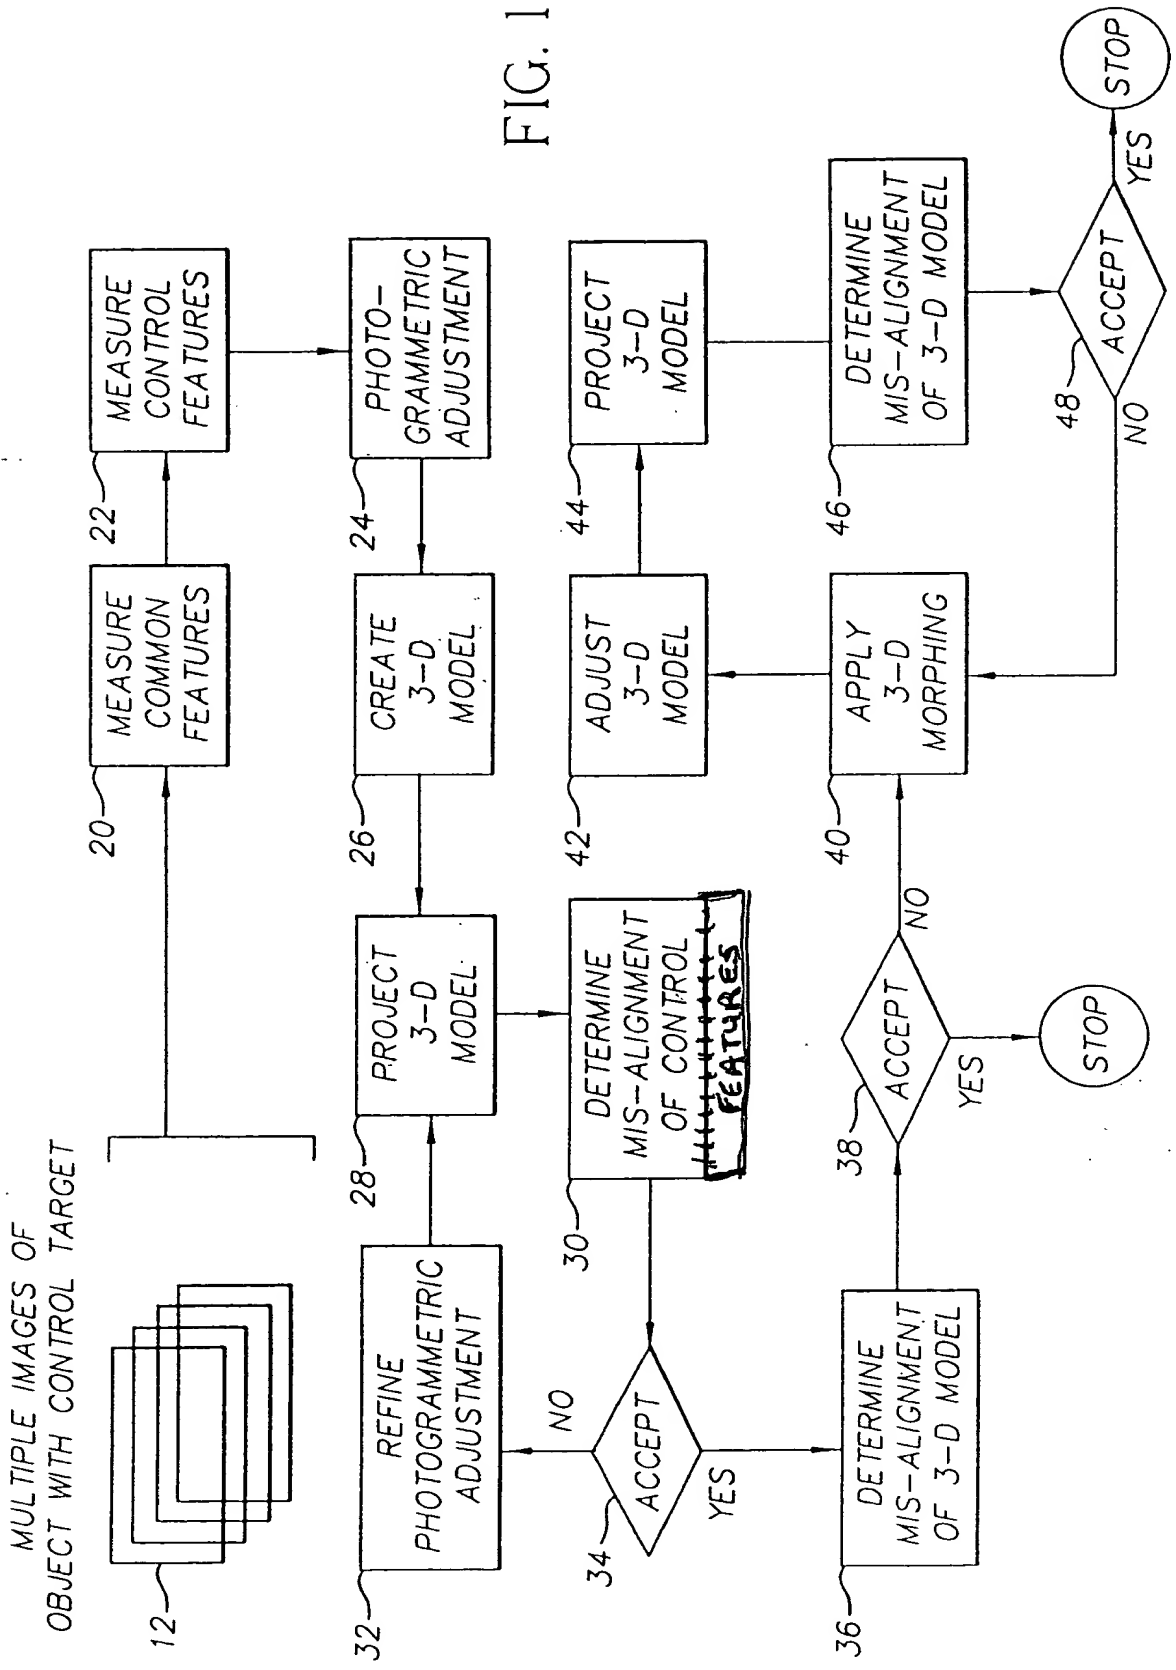 MULTIPLE IMAGES OF
OBJECT WITH CONTROL TARGET
12
20
MEASURE
COMMON
FEATURES
22
MEASURE
CONTROL
FEATURES
24
PHOTO–
GRAMMETRIC
ADJUSTMENT
26
CREATE
3–D
MODEL
28
PROJECT
3–D
MODEL
32
REFINE
PHOTOGRAMMETRIC
ADJUSTMENT
30
DETERMINE
MIS–ALIGNMENT
OF CONTROL
FEATURES
34
ACCEPT
NO
YES
36
DETERMINE
MIS–ALIGNMENT
OF 3–D MODEL
38
ACCEPT
NO
YES
STOP
40
APPLY
3–D
MORPHING
42
ADJUST
3–D
MODEL
44
PROJECT
3–D
MODEL
46
DETERMINE
MIS–ALIGNMENT
OF 3–D MODEL
48
ACCEPT
NO
YES
STOP
FIG. 1